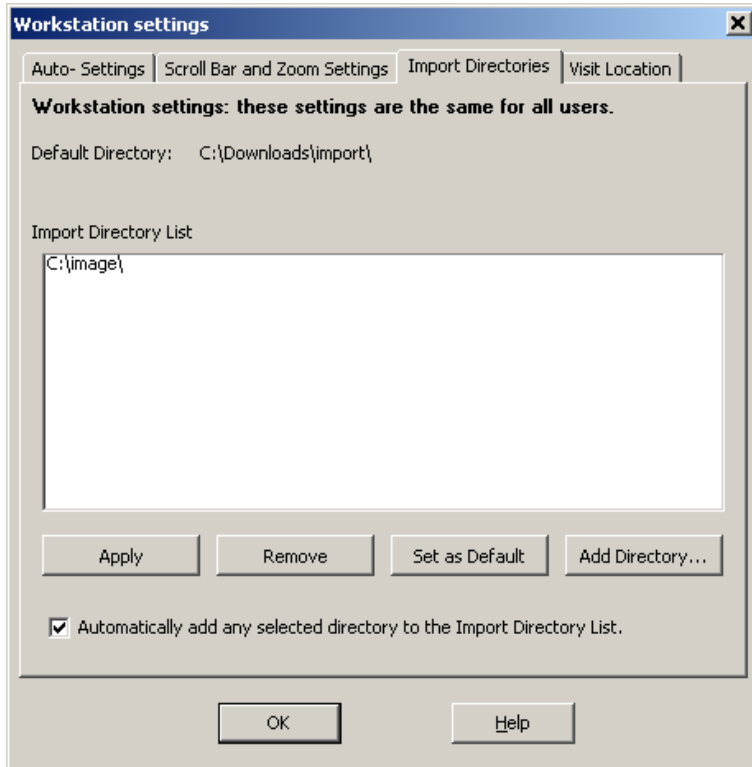 Workstation settings
Auto- Settings
Scroll Bar and Zoom Settings
Import Directories
Visit Location
Workstation settings: these settings are the same for all users.
Default Directory: C:\Downloads\import\
Import Directory List
C:\image\
Apply
Remove
Set as Default
Add Directory...
Automatically add any selected directory to the Import Directory List.
OK
Help